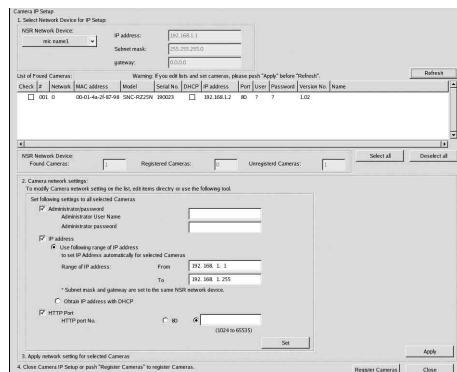 Camera IP Setup
1. Select Network Device for IP Setup:
NSR Network Device:
mic name1
IP address:
192.168.1.1
Subnet mask:
255.255.255.0
gateway:
0.0.0.0
List of Found Cameras:
Warning: If you edit lists and set cameras, please push "Apply" before "Refresh".
Refresh
Check # Network MAC address Model Serial No. DHCP IP address Port User Password Version No. Name
001 0 00-01-4a-2f-87-98 SNC-RZ25N 190023 192.168.1.2 80 ? ? 1.02
NSR Network Device:
Found Cameras: 1 Registered Cameras: 0 Unregisterd Cameras: 1
Select all
Deselect all
2. Camera network settings:
To modify Camera network setting on the list, edit items directry or use the following tool.
Set following settings to all selected Cameras
Administrator/password
Administrator User Name
Administrator password
IP address
Use following range of IP address
to set IP Address automatically for selected Cameras
Range of IP address: From 192. 168. 1. 1
To 192. 168. 1. 255
* Subnet mask and gateway are set to the same NSR network device.
Obtain IP address with DHCP
HTTP Port
HTTP port No. 80
(1024 to 65535)
Set
3. Apply network setting for selected Cameras
Apply
4. Close Camera IP Setup or push "Register Cameras" to register Cameras.
Register Cameras
Close